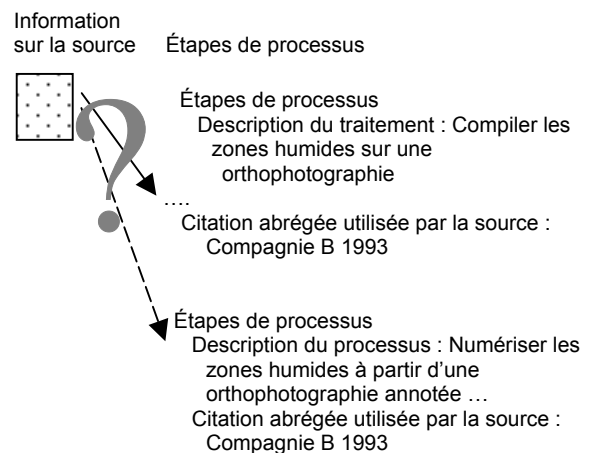 Information
sur la source Étapes de processus
Étapes de processus
Description du traitement : Compiler les
zones humides sur une
orthophotographie
?
….
Citation abrégée utilisée par la source :
Compagnie B 1993
Étapes de processus
Description du processus : Numériser les
zones humides à partir d’une
orthophotographie annotée …
Citation abrégée utilisée par la source :
Compagnie B 1993